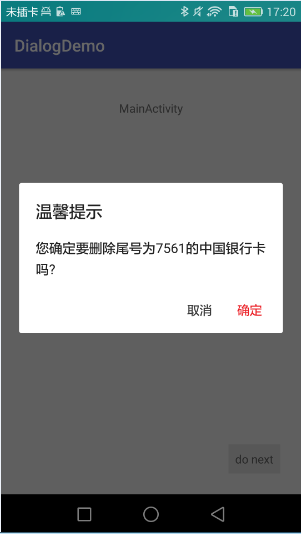 未插卡 17:20
DialogDemo
MainActivity
温馨提示
您确定要删除尾号为7561的中国银行卡
吗?
取消 确定
do next